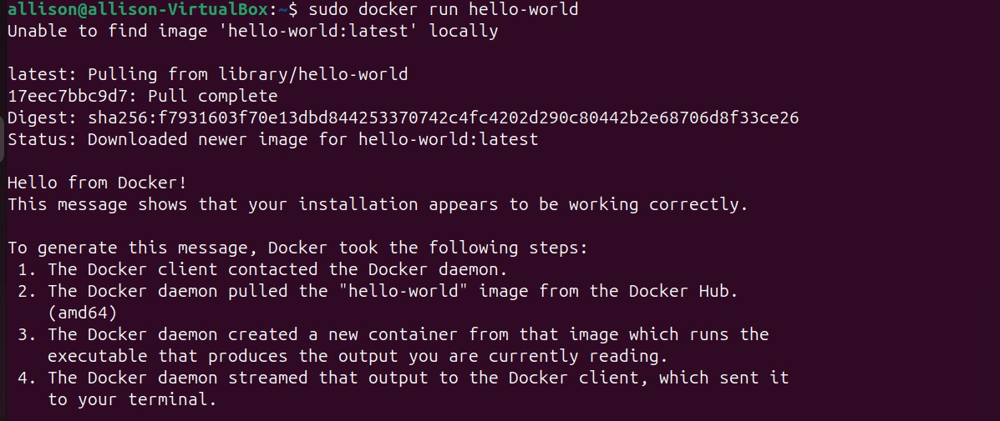 allison@allison-VirtualBox:~$ sudo docker run hello-world
Unable to find image 'hello-world:latest' locally
latest: Pulling from library/hello-world
17eec7bbc9d7: Pull complete
Digest: sha256:f7931603f70e13dbd844253370742c4fc4202d290c80442b2e68706d8f33ce26
Status: Downloaded newer image for hello-world:latest
Hello from Docker!
This message shows that your installation appears to be working correctly.
To generate this message, Docker took the following steps:
1. The Docker client contacted the Docker daemon.
2. The Docker daemon pulled the "hello-world" image from the Docker Hub.
(amd64)
3. The Docker daemon created a new container from that image which runs the
executable that produces the output you are currently reading.
4. The Docker daemon streamed that output to the Docker client, which sent it
to your terminal.